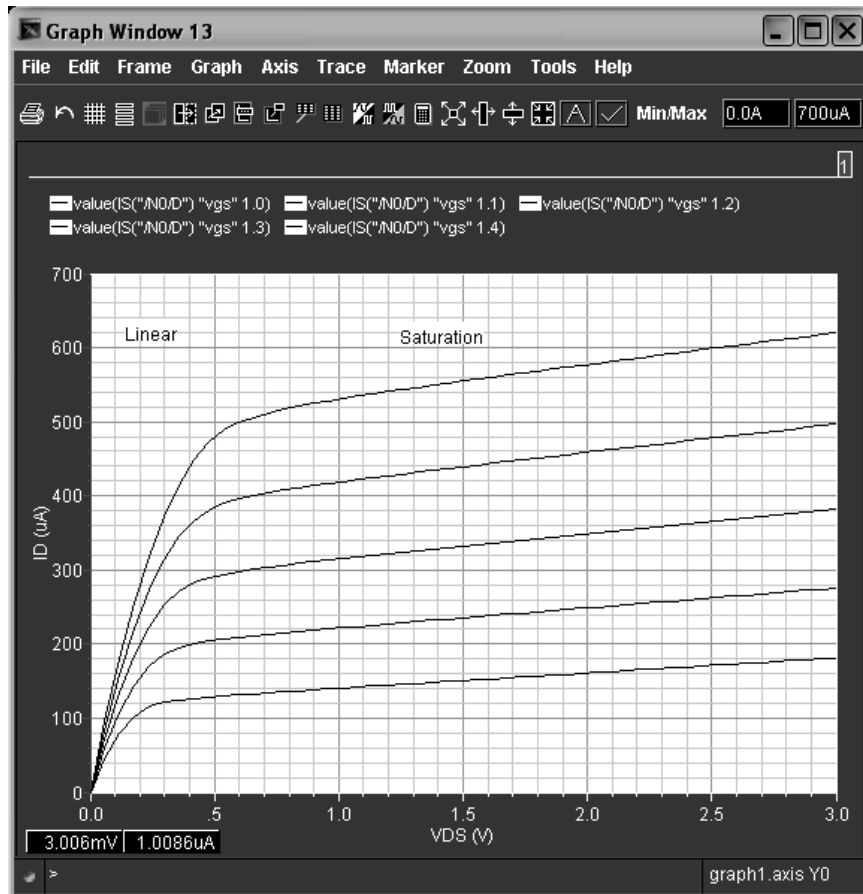 Graph Window 13
File Edit Frame Graph Axis Trace Marker Zoom Tools Help
Min/Max 0.0A 700uA
1
value(IS("/N0/D") "vgs" 1.0) value(IS("/N0/D") "vgs" 1.1) value(IS("/N0/D") "vgs" 1.2)
value(IS("/N0/D") "vgs" 1.3) value(IS("/N0/D") "vgs" 1.4)
700
Linear Saturation
600
500
400
ID (uA)
300
200
100
0
0.0 .5 1.0 1.5 2.0 2.5 3.0
VDS (V)
3.006mV 1.0086uA
> graph1.axis Y0